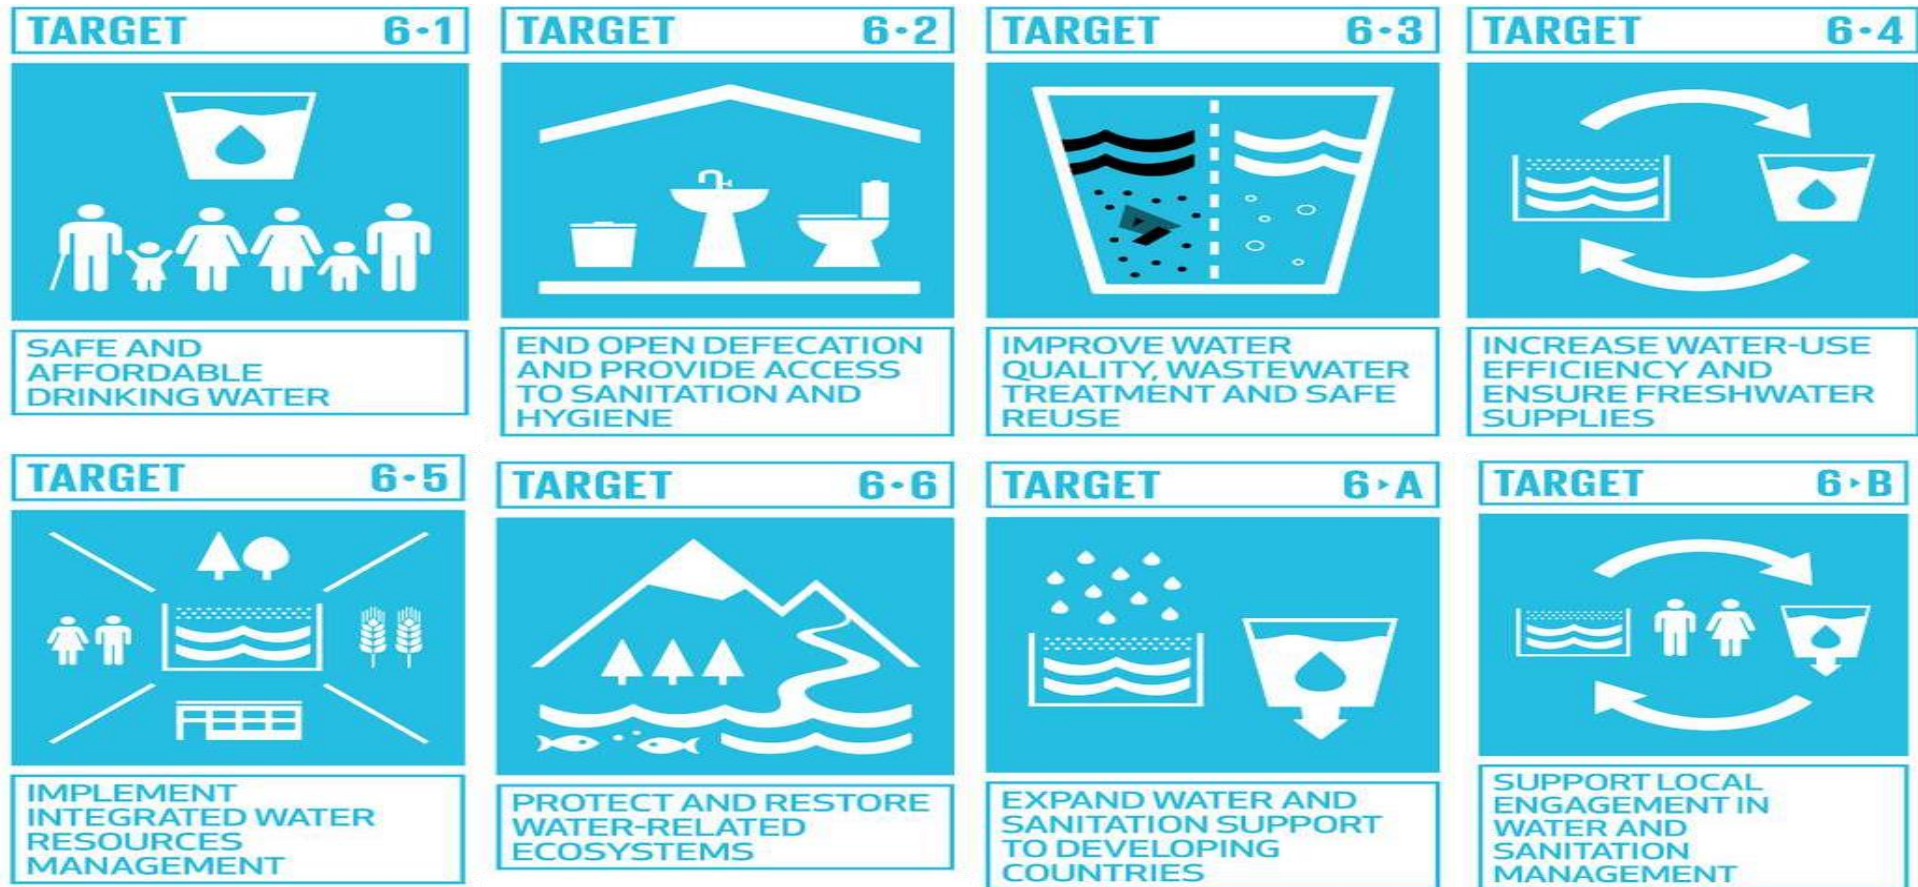 TARGET 6·1
SAFE AND
AFFORDABLE
DRINKING WATER
TARGET 6·2
END OPEN DEFECATION
AND PROVIDE ACCESS
TO SANITATION AND
HYGIENE
TARGET 6·3
IMPROVE WATER
QUALITY, WASTEWATER
TREATMENT AND SAFE
REUSE
TARGET 6·4
INCREASE WATER-USE
EFFICIENCY AND
ENSURE FRESHWATER
SUPPLIES
TARGET 6·5
IMPLEMENT
INTEGRATED WATER
RESOURCES
MANAGEMENT
TARGET 6·6
PROTECT AND RESTORE
WATER-RELATED
ECOSYSTEMS
TARGET 6▸A
EXPAND WATER AND
SANITATION SUPPORT
TO DEVELOPING
COUNTRIES
TARGET 6▸B
SUPPORT LOCAL
ENGAGEMENT IN
WATER AND
SANITATION
MANAGEMENT